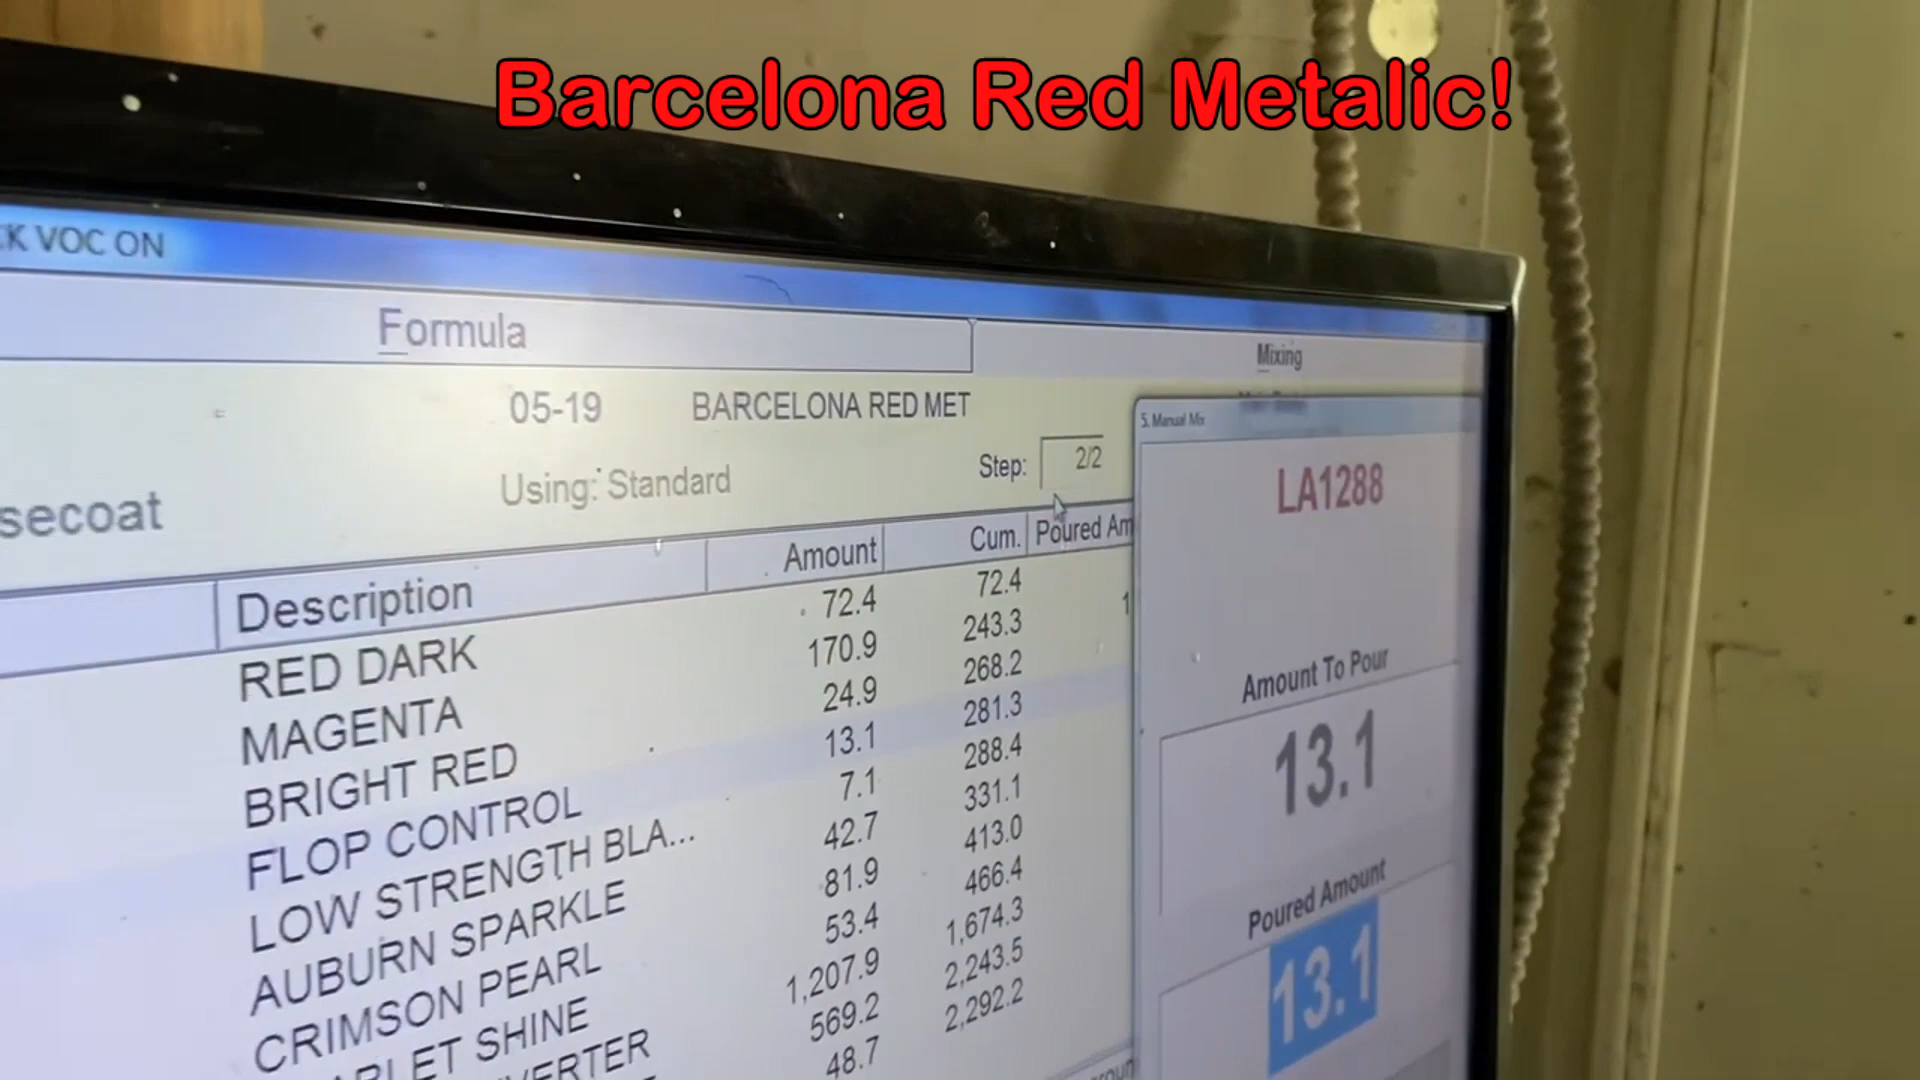 Barcelona Red Metalic!
CK VOC ON
Formula
Mixing
05-19 BARCELONA RED MET
5. Manual Mix
Using: Standard
Step: 2/2
LA1288
secoat
Description Amount Cum. Poured Am
RED DARK 72.4 72.4
MAGENTA 170.9 243.3
BRIGHT RED 24.9 268.2
FLOP CONTROL 13.1 281.3
LOW STRENGTH BLA... 7.1 288.4
AUBURN SPARKLE 42.7 331.1
CRIMSON PEARL 81.9 413.0
ARLET SHINE 53.4 466.4
VERTER 1,207.9 1,674.3
569.2 2,243.5
48.7 2,292.2
Amount To Pour
13.1
Poured Amount
13.1